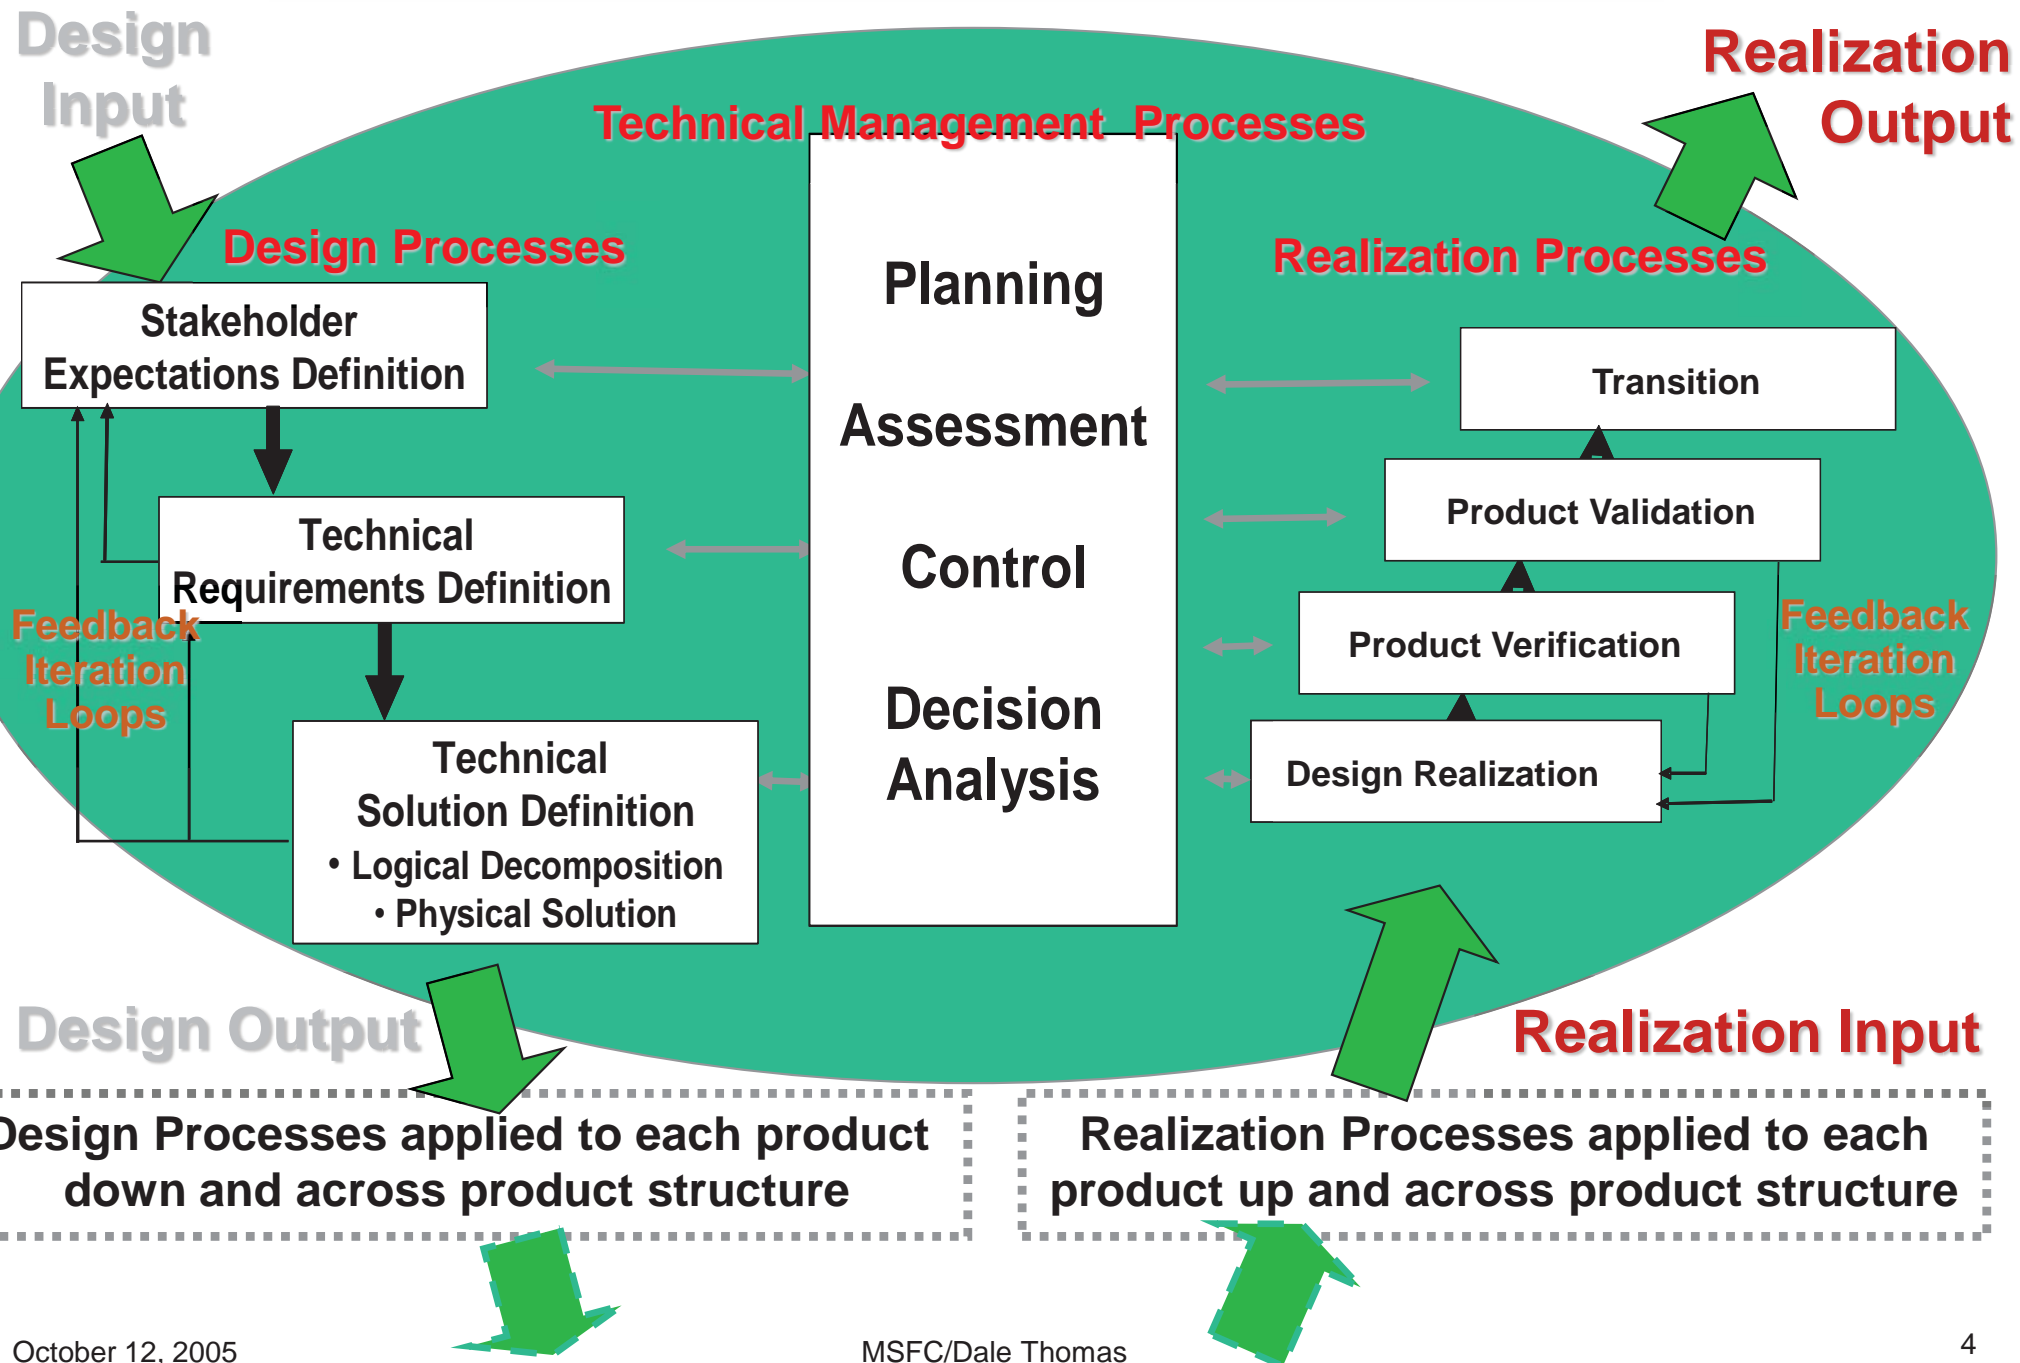 Design
Input
Realization
Output
Technical Management  Processes
Design Processes
Realization Processes
Stakeholder
Expectations Definition
Technical
Requirements Definition
Feedback
Iteration
Loops
Technical
Solution Definition
• Logical Decomposition
• Physical Solution
Planning
Assessment
Control
Decision
Analysis
Transition
Product Validation
Product Verification
Design Realization
Feedback
Iteration
Loops
Design Output
Realization Input
Design Processes applied to each product
down and across product structure
Realization Processes applied to each
product up and across product structure
October 12, 2005
MSFC/Dale Thomas
4